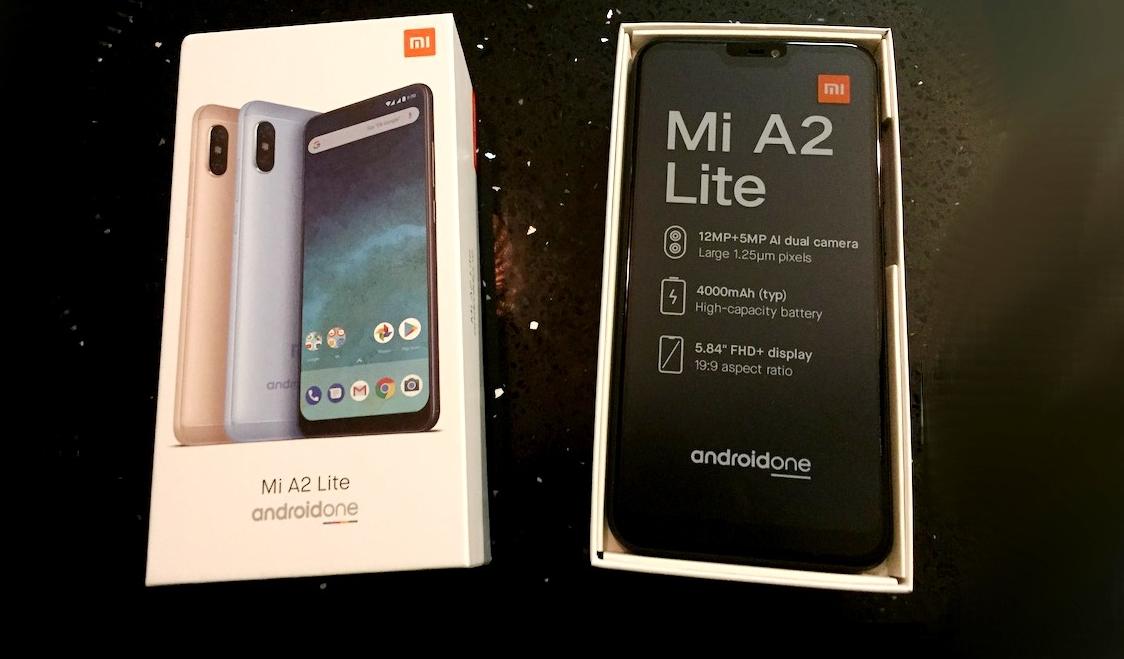 mi
Mi A2 Lite
androidone
mi
Mi A2
Lite
12MP+5MP AI dual camera
Large 1.25µm pixels
4000mAh (typ)
High-capacity battery
5.84" FHD+ display
19:9 aspect ratio
androidone